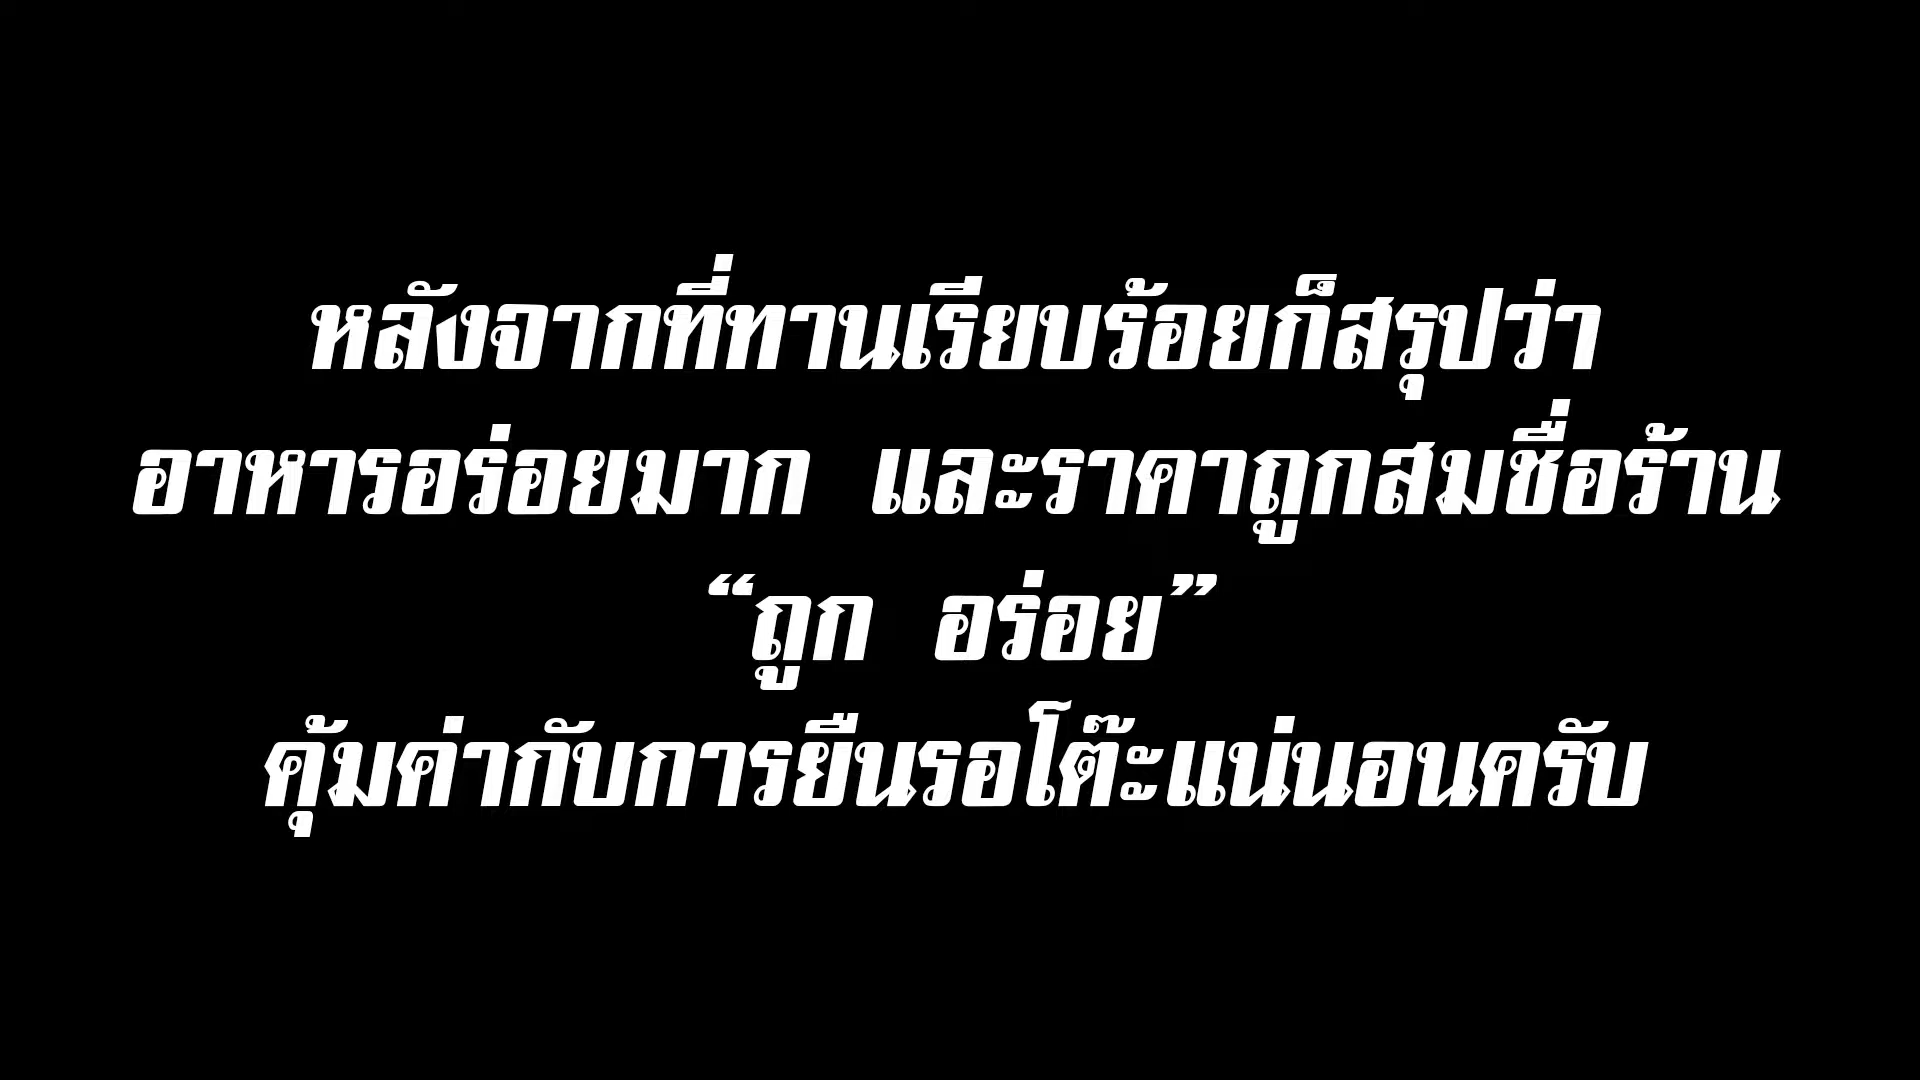 หลังจากที่ทานเรียบร้อยก็สรุปว่า
อาหารอร่อยมาก และราคาถูกสมชื่อร้าน
“ถูก อร่อย”
คุ้มค่ากับการยืนรอโต๊ะแน่นอนครับ